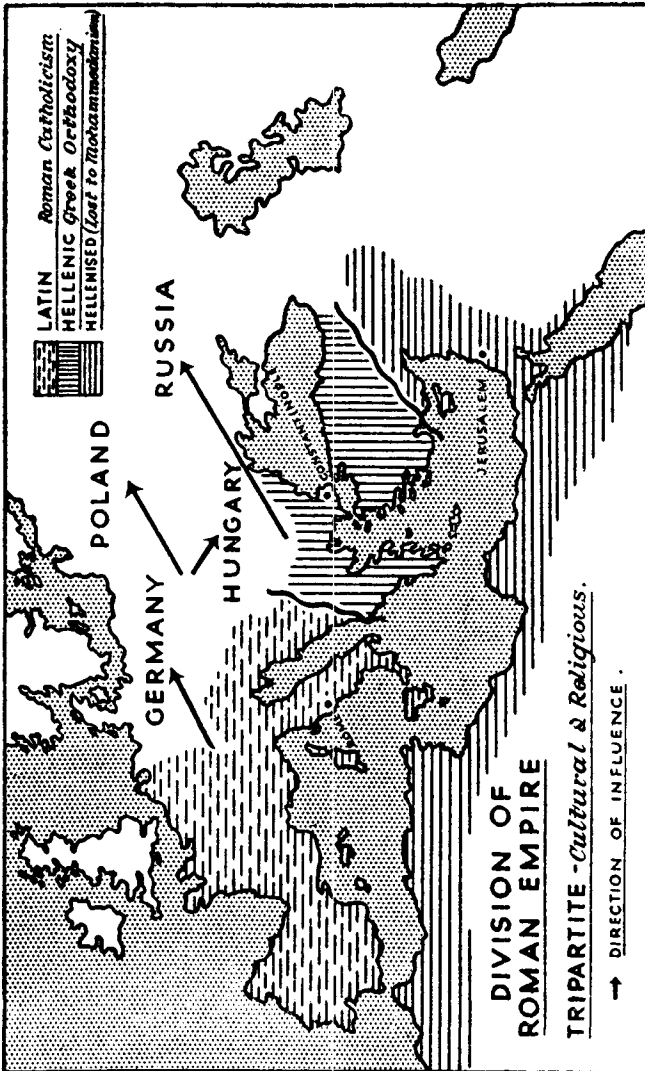 LATIN Roman Catholicism
HELLENIC Greek Orthodoxy
HELLENISED (Lost to Mohammedanism)
POLAND
RUSSIA
GERMANY
HUNGARY
CONSTANTINOPLE
ROME
JERUSALEM
DIVISION OF
ROMAN EMPIRE
TRIPARTITE - Cultural & Religious.
→ DIRECTION OF INFLUENCE.